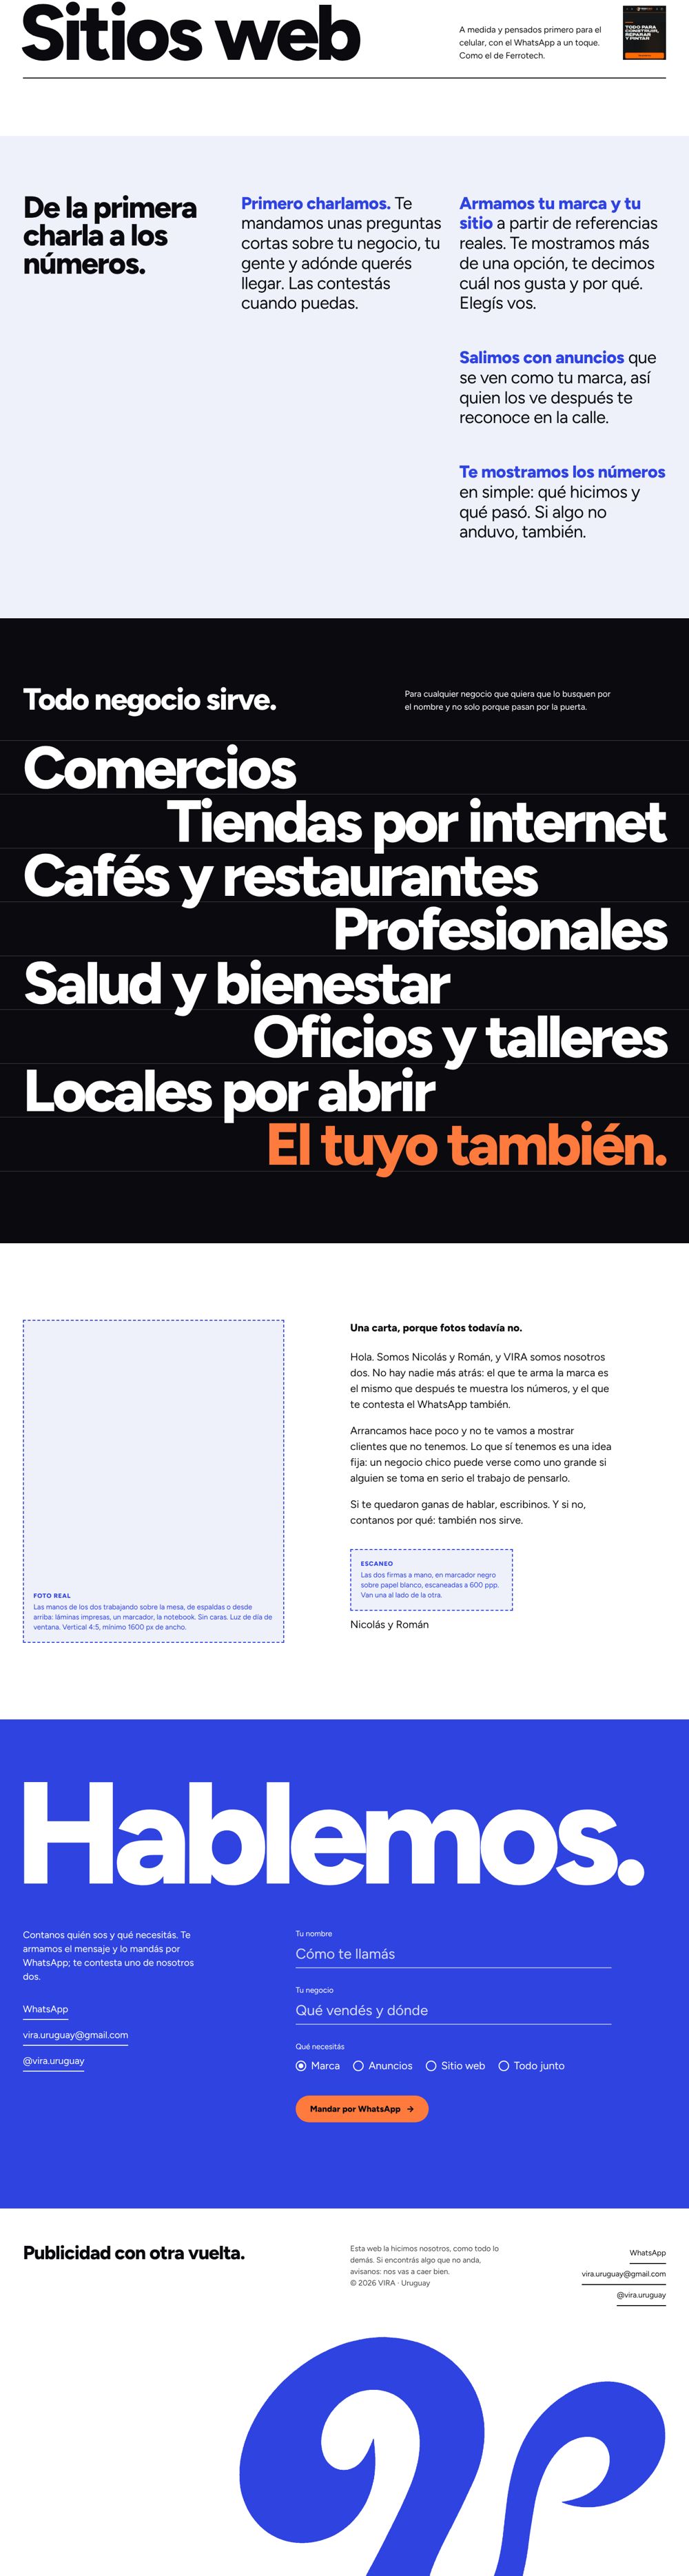 Sitios web
A medida y pensados primero para el
celular, con el WhatsApp a un toque.
Como el de Ferrotech.
TODO PARA
CONSTRUIR,
REPARAR
Y PINTAR
De la primera
charla a los
números.
Primero charlamos. Te
mandamos unas preguntas
cortas sobre tu negocio, tu
gente y adónde querés
llegar. Las contestás
cuando puedas.
Armamos tu marca y tu
sitio a partir de referencias
reales. Te mostramos más
de una opción, te decimos
cuál nos gusta y por qué.
Elegís vos.
Salimos con anuncios que
se ven como tu marca, así
quien los ve después te
reconoce en la calle.
Te mostramos los números
en simple: qué hicimos y
qué pasó. Si algo no
anduvo, también.
Todo negocio sirve.
Para cualquier negocio que quiera que lo busquen por
el nombre y no solo porque pasan por la puerta.
Comercios
Tiendas por internet
Cafés y restaurantes
Profesionales
Salud y bienestar
Oficios y talleres
Locales por abrir
El tuyo también.
FOTO REAL
Las manos de los dos trabajando sobre la mesa, de espaldas o desde
arriba: láminas impresas, un marcador, la notebook. Sin caras. Luz de día de
ventana. Vertical 4:5, mínimo 1600 px de ancho.
Una carta, porque fotos todavía no.
Hola. Somos Nicolás y Román, y VIRA somos nosotros
dos. No hay nadie más atrás: el que te arma la marca es
el mismo que después te muestra los números, y el que
te contesta el WhatsApp también.
Arrancamos hace poco y no te vamos a mostrar
clientes que no tenemos. Lo que sí tenemos es una idea
fija: un negocio chico puede verse como uno grande si
alguien se toma en serio el trabajo de pensarlo.
Si te quedaron ganas de hablar, escribinos. Y si no,
contanos por qué: también nos sirve.
ESCANEO
Las dos firmas a mano, en marcador negro
sobre papel blanco, escaneadas a 600 ppp.
Van una al lado de la otra.
Nicolás y Román
Hablemos.
Contanos quién sos y qué necesitás. Te
armamos el mensaje y lo mandás por
WhatsApp; te contesta uno de nosotros
dos.
WhatsApp
vira.uruguay@gmail.com
@vira.uruguay
Tu nombre
Cómo te llamás
Tu negocio
Qué vendés y dónde
Qué necesitás
Marca Anuncios Sitio web Todo junto
Mandar por WhatsApp →
Publicidad con otra vuelta.
Esta web la hicimos nosotros, como todo lo
demás. Si encontrás algo que no anda,
avisanos: nos vas a caer bien.
© 2026 VIRA · Uruguay
WhatsApp
vira.uruguay@gmail.com
@vira.uruguay